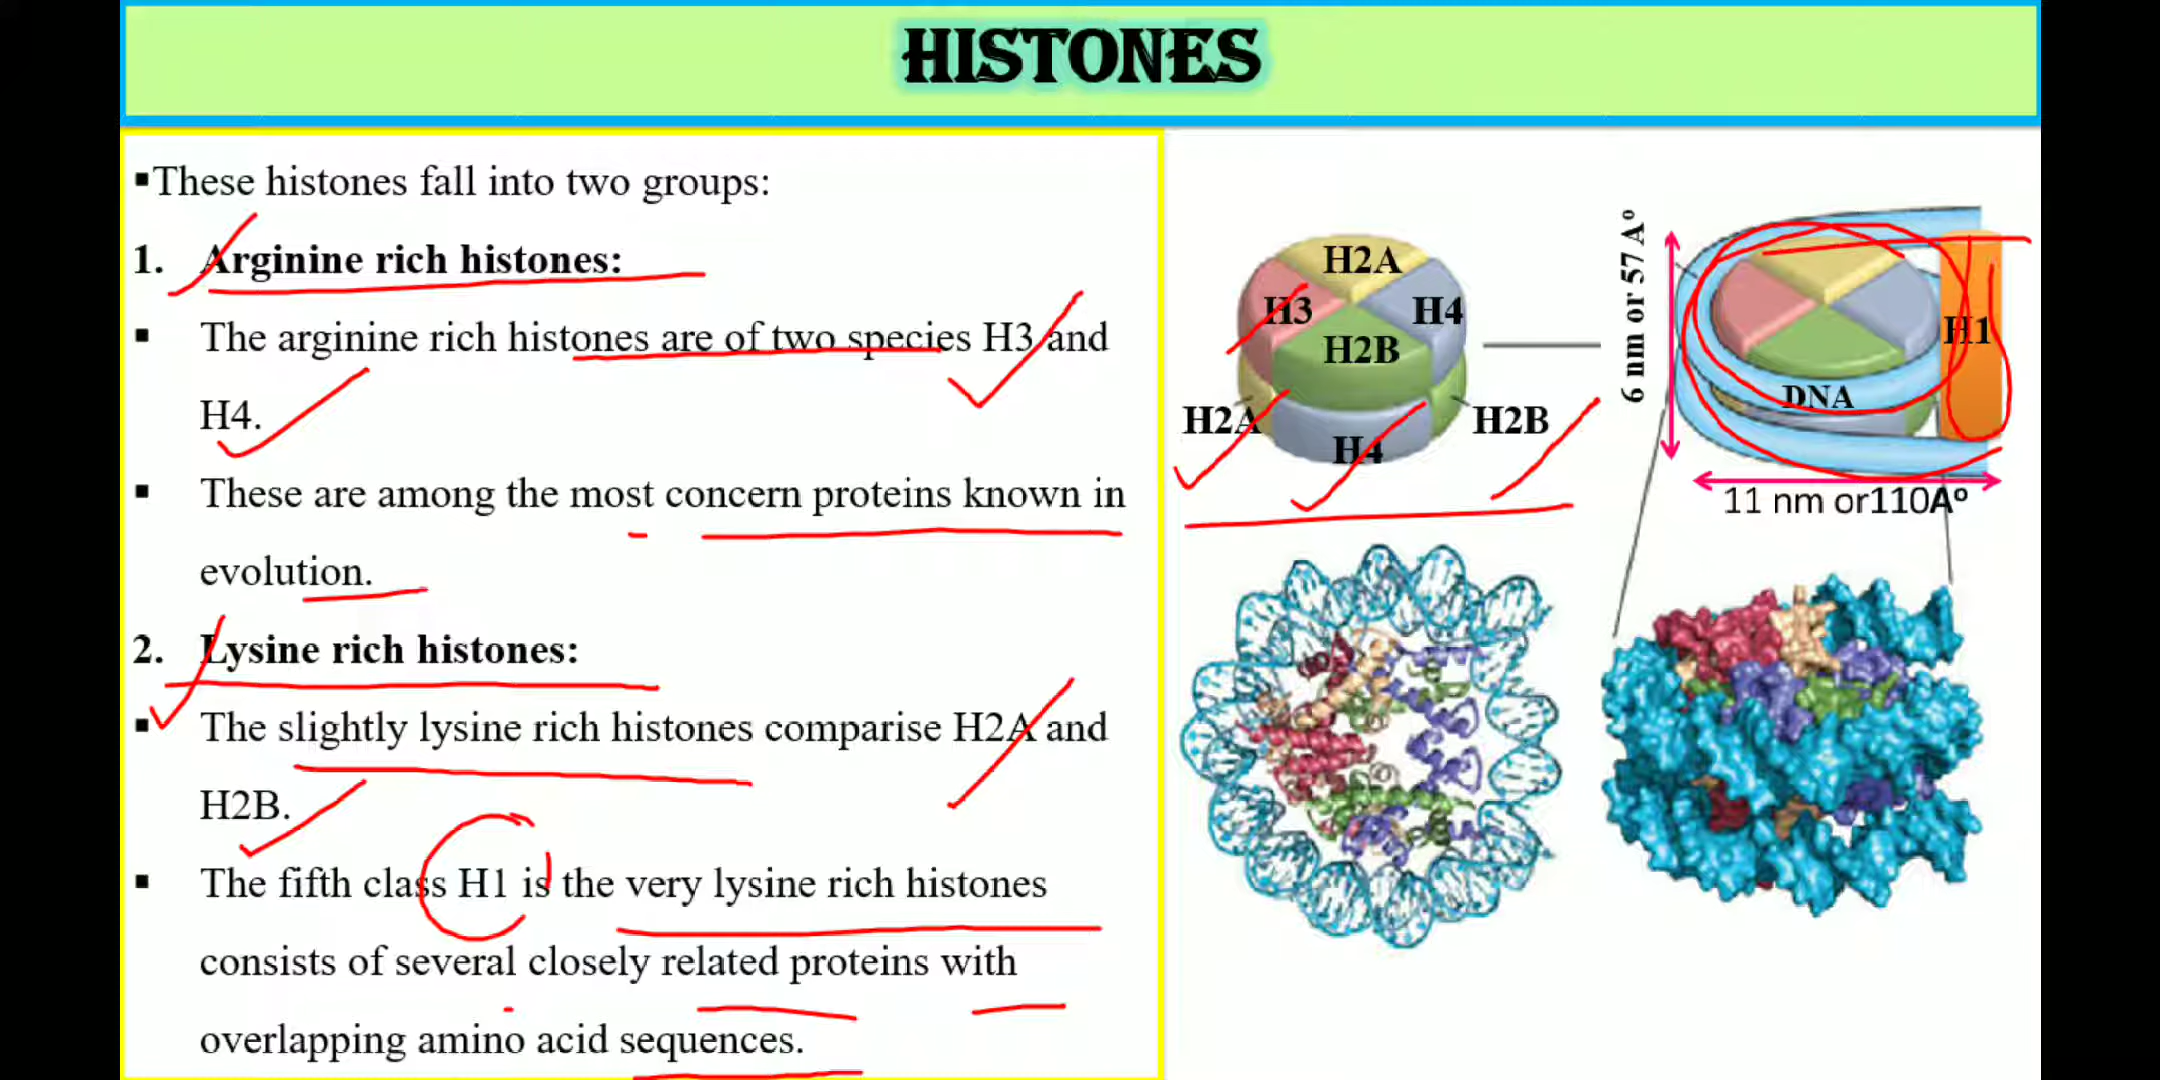 HISTONES
▪These histones fall into two groups:
1. Arginine rich histones:
▪ The arginine rich histones are of two species H3 and
H4.
▪ These are among the most concern proteins known in
evolution.
2. Lysine rich histones:
▪ The slightly lysine rich histones comparise H2A and
H2B.
▪ The fifth class H1 is the very lysine rich histones
consists of several closely related proteins with
overlapping amino acid sequences.
H2A
H3
H4
H2B
H2A
H4
H2B
6 nm or 57 Aº
H1
DNA
11 nm or110Aº